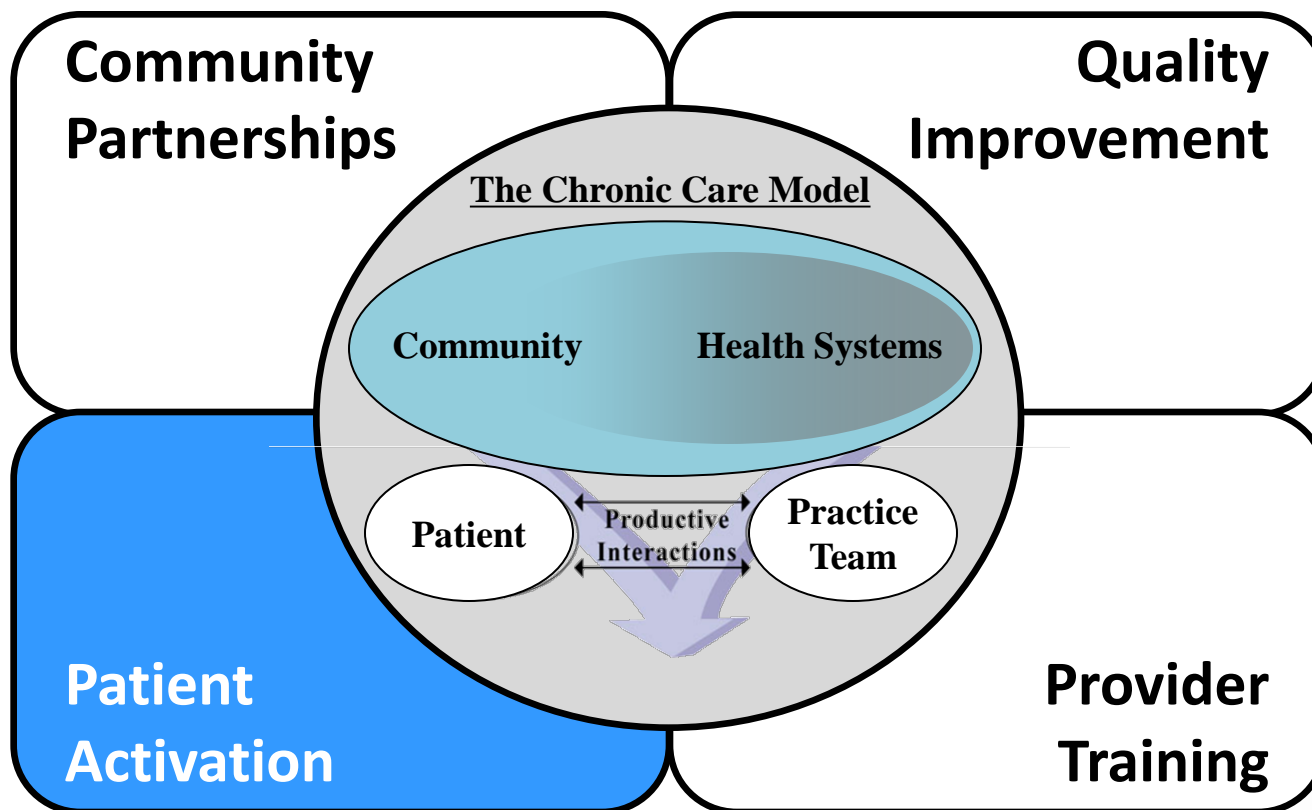 Community
Partnerships
Quality
Improvement
The Chronic Care Model
Community
Health Systems
Patient
Productive
Interactions
Practice
Team
Patient
Activation
Provider
Training